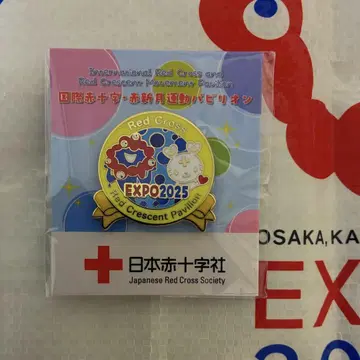 International Red Cross and
Red Crescent Movement Pavilion
国際赤十字・赤新月運動パビリオン
Red Cross
EXPO2025
Red Crescent Pavilion
日本赤十字社
Japanese Red Cross Society
OSAKA, KA
EX